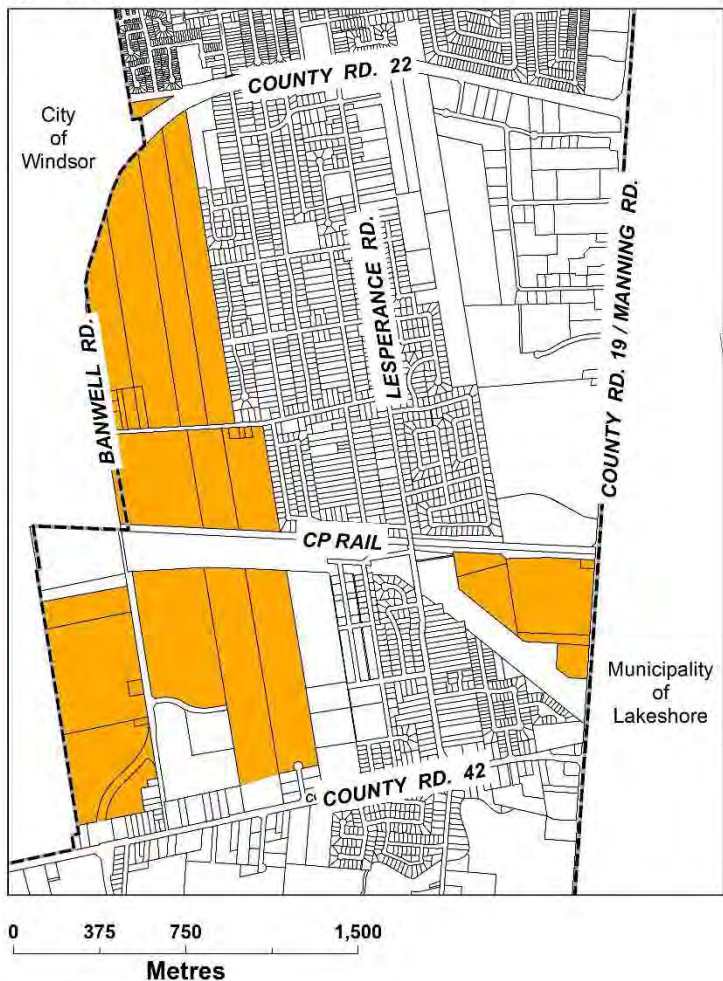 COUNTY RD. 22
City
of
Windsor
LESPERANCE RD.
COUNTY RD. 19 / MANNING RD.
BANWELL RD.
CP RAIL
Municipality
of
Lakeshore
COUNTY RD. 42
0 375 750 1,500
Metres